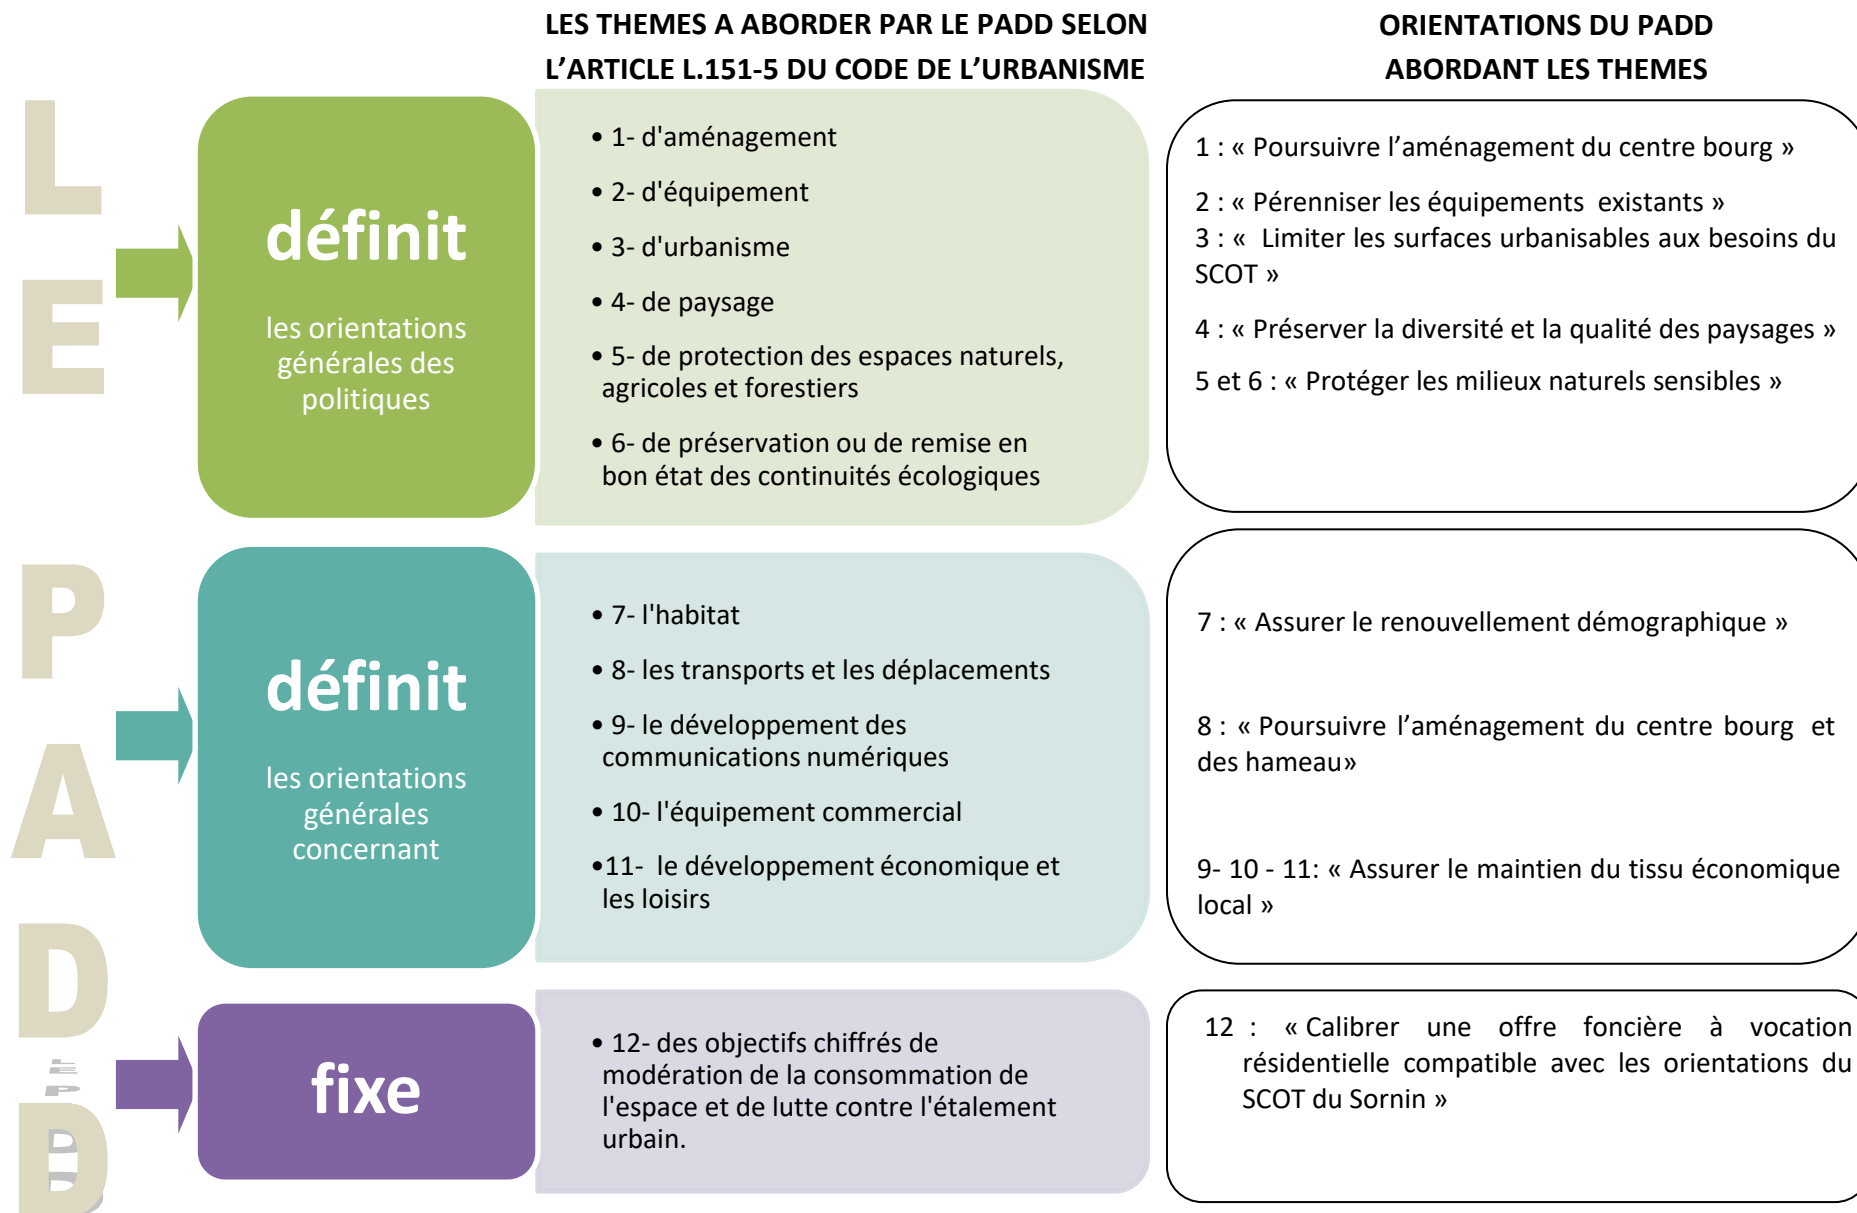 LES THEMES A ABORDER PAR LE PADD SELON
L’ARTICLE L.151-5 DU CODE DE L’URBANISME
ORIENTATIONS DU PADD
ABORDANT LES THEMES
LE PADD
définit
les orientations
générales des
politiques
• 1- d'aménagement
• 2- d'équipement
• 3- d'urbanisme
• 4- de paysage
• 5- de protection des espaces naturels,
agricoles et forestiers
• 6- de préservation ou de remise en
bon état des continuités écologiques
1 : « Poursuivre l’aménagement du centre bourg »
2 : « Pérenniser les équipements existants »
3 : « Limiter les surfaces urbanisables aux besoins du
SCOT »
4 : « Préserver la diversité et la qualité des paysages »
5 et 6 : « Protéger les milieux naturels sensibles »
définit
les orientations
générales
concernant
• 7- l'habitat
• 8- les transports et les déplacements
• 9- le développement des
communications numériques
• 10- l'équipement commercial
•11- le développement économique et
les loisirs
7 : « Assurer le renouvellement démographique »
8 : « Poursuivre l’aménagement du centre bourg et
des hameau»
9- 10 - 11: « Assurer le maintien du tissu économique
local »
fixe
• 12- des objectifs chiffrés de
modération de la consommation de
l'espace et de lutte contre l'étalement
urbain.
12 : « Calibrer une offre foncière à vocation
résidentielle compatible avec les orientations du
SCOT du Sornin »